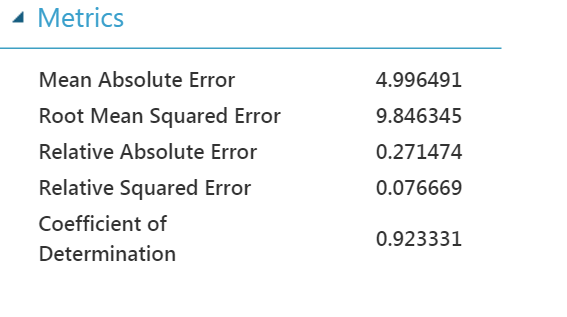 Metrics
Mean Absolute Error 4.996491
Root Mean Squared Error 9.846345
Relative Absolute Error 0.271474
Relative Squared Error 0.076669
Coefficient of
Determination 0.923331